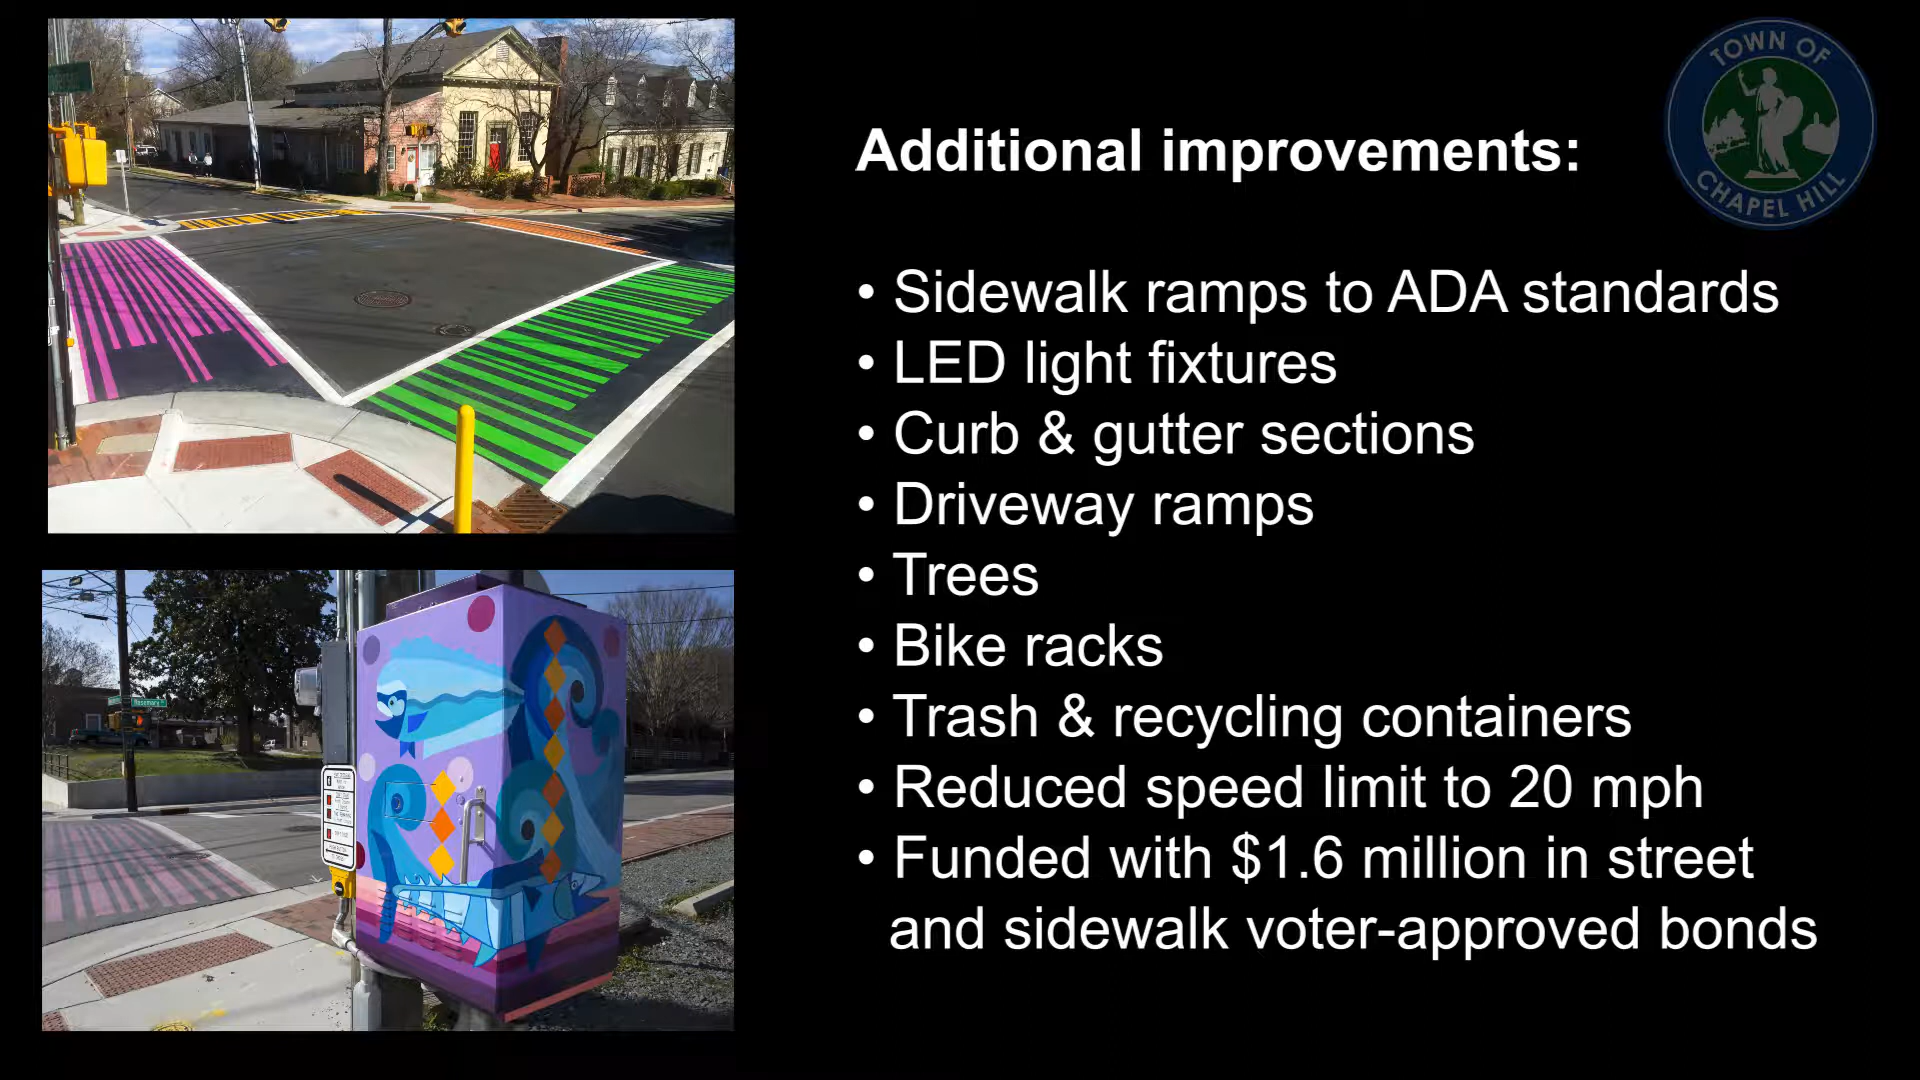 TOWN OF
CHAPEL HILL
Additional improvements:
• Sidewalk ramps to ADA standards
• LED light fixtures
• Curb & gutter sections
• Driveway ramps
• Trees
• Bike racks
• Trash & recycling containers
• Reduced speed limit to 20 mph
• Funded with $1.6 million in street
and sidewalk voter-approved bonds
Rosemary